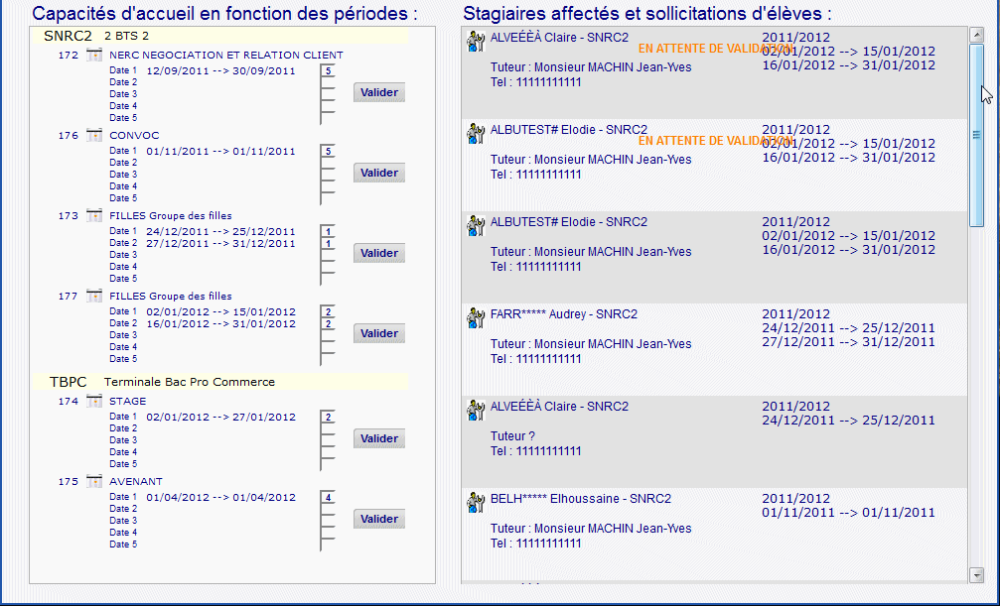 Capacités d'accueil en fonction des périodes :
SNRC2 2 BTS 2
172 NERC NEGOCIATION ET RELATION CLIENT
Date 1 12/09/2011 --> 30/09/2011 5
Date 2
Date 3 Valider
Date 4
Date 5
176 CONVOC
Date 1 01/11/2011 --> 01/11/2011 5
Date 2
Date 3 Valider
Date 4
Date 5
173 FILLES Groupe des filles
Date 1 24/12/2011 --> 25/12/2011 1
Date 2 27/12/2011 --> 31/12/2011 1
Date 3 Valider
Date 4
Date 5
177 FILLES Groupe des filles
Date 1 02/01/2012 --> 15/01/2012 2
Date 2 16/01/2012 --> 31/01/2012 2
Date 3 Valider
Date 4
Date 5
TBPC Terminale Bac Pro Commerce
174 STAGE
Date 1 02/01/2012 --> 27/01/2012 2
Date 2
Date 3 Valider
Date 4
Date 5
175 AVENANT
Date 1 01/04/2012 --> 01/04/2012 4
Date 2
Date 3 Valider
Date 4
Date 5
Stagiaires affectés et sollicitations d'élèves :
ALVEÉÈÀ Claire - SNRC2 2011/2012
EN ATTENTE DE VALIDATION 02/01/2012 --> 15/01/2012
Tuteur : Monsieur MACHIN Jean-Yves 16/01/2012 --> 31/01/2012
Tel : 11111111111
ALBUTEST# Elodie - SNRC2 2011/2012
EN ATTENTE DE VALIDATION 02/01/2012 --> 15/01/2012
Tuteur : Monsieur MACHIN Jean-Yves 16/01/2012 --> 31/01/2012
Tel : 11111111111
ALBUTEST# Elodie - SNRC2 2011/2012
02/01/2012 --> 15/01/2012
Tuteur : Monsieur MACHIN Jean-Yves 16/01/2012 --> 31/01/2012
Tel : 11111111111
FARR***** Audrey - SNRC2 2011/2012
24/12/2011 --> 25/12/2011
Tuteur : Monsieur MACHIN Jean-Yves 27/12/2011 --> 31/12/2011
Tel : 11111111111
ALVEÉÈÀ Claire - SNRC2 2011/2012
24/12/2011 --> 25/12/2011
Tuteur ?
Tel : 11111111111
BELH***** Elhoussaine - SNRC2 2011/2012
01/11/2011 --> 01/11/2011
Tuteur : Monsieur MACHIN Jean-Yves
Tel : 11111111111